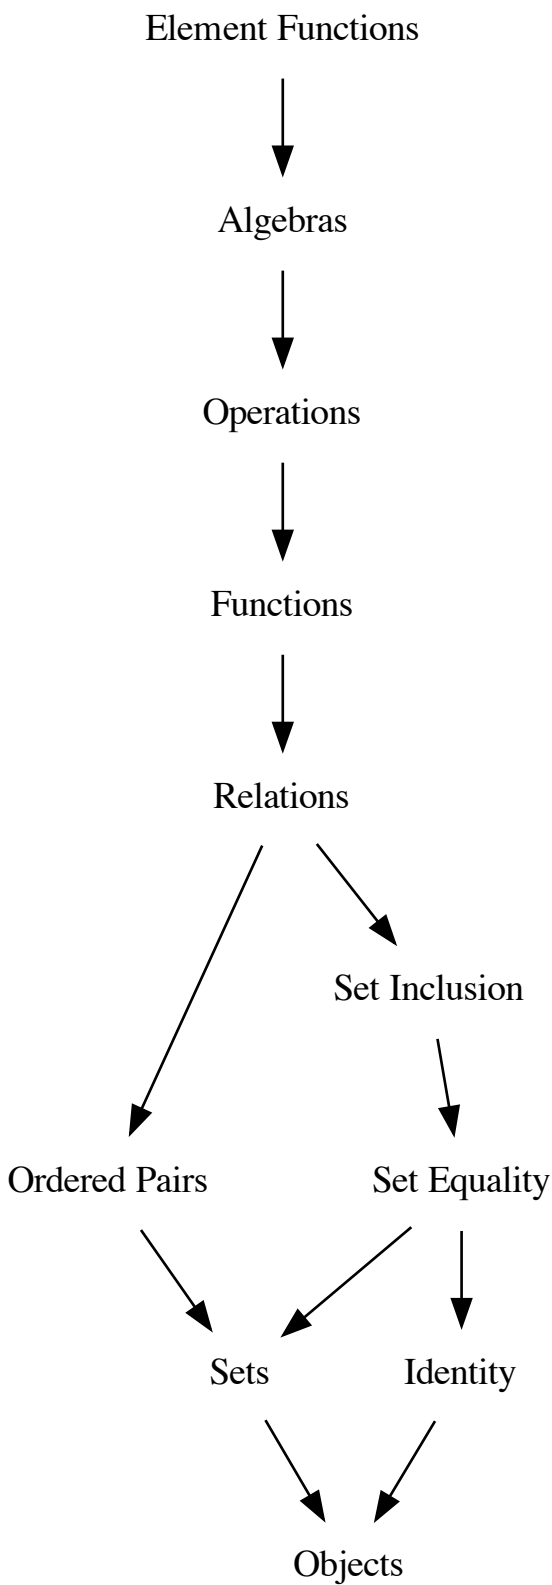 Element Functions
Algebras
Operations
Functions
Relations
Set Inclusion
Ordered Pairs
Set Equality
Sets
Identity
Objects